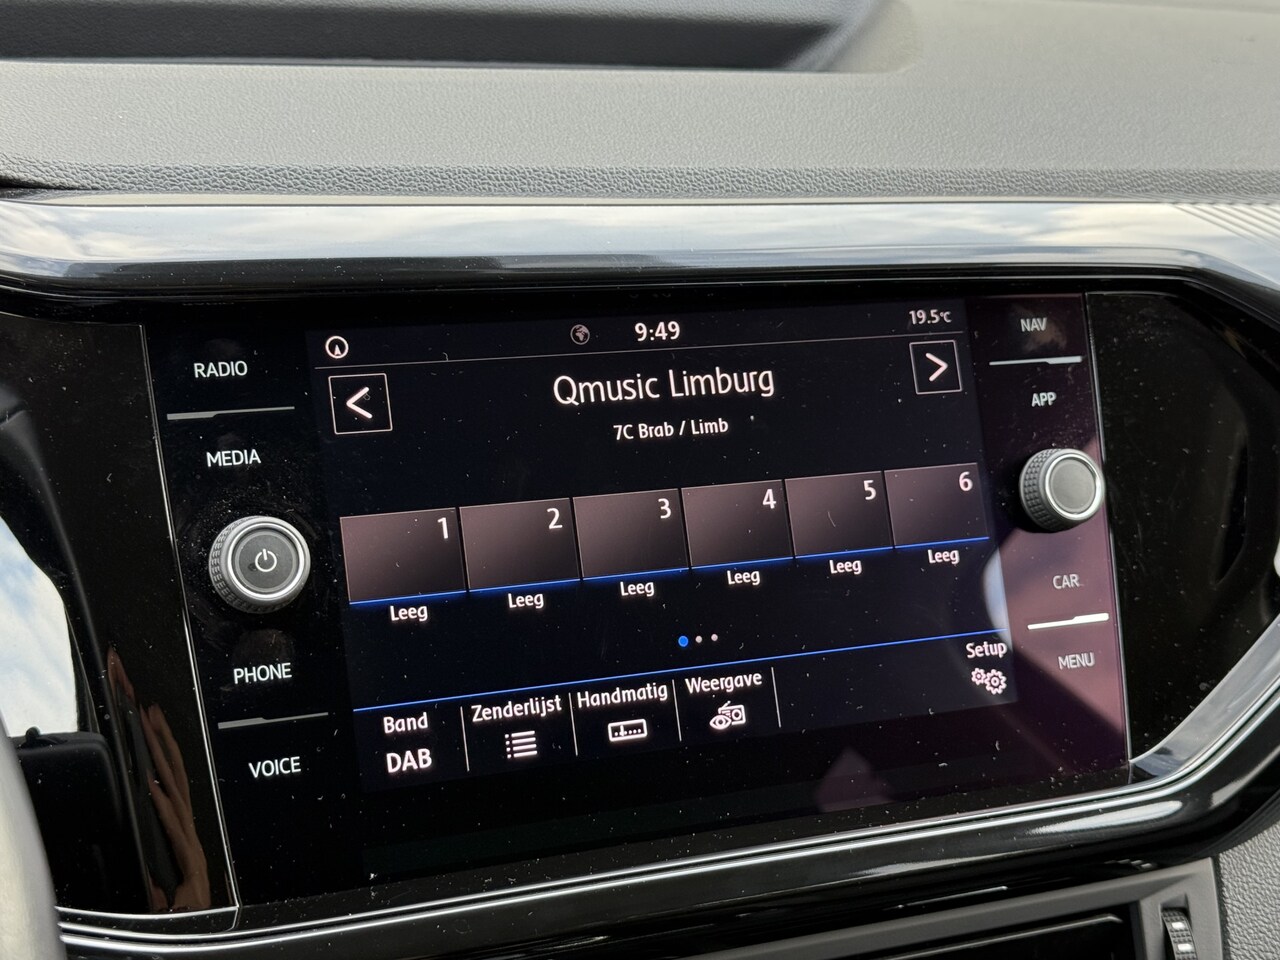 RADIO
MEDIA
PHONE
VOICE
9:49
19.5°C
<
Qmusic Limburg
>
7C Brab / Limb
1 2 3 4 5 6
Leeg Leeg Leeg Leeg Leeg Leeg
Band
DAB
Zenderlijst
Handmatig
Weergave
Setup
NAV
APP
CAR
MENU